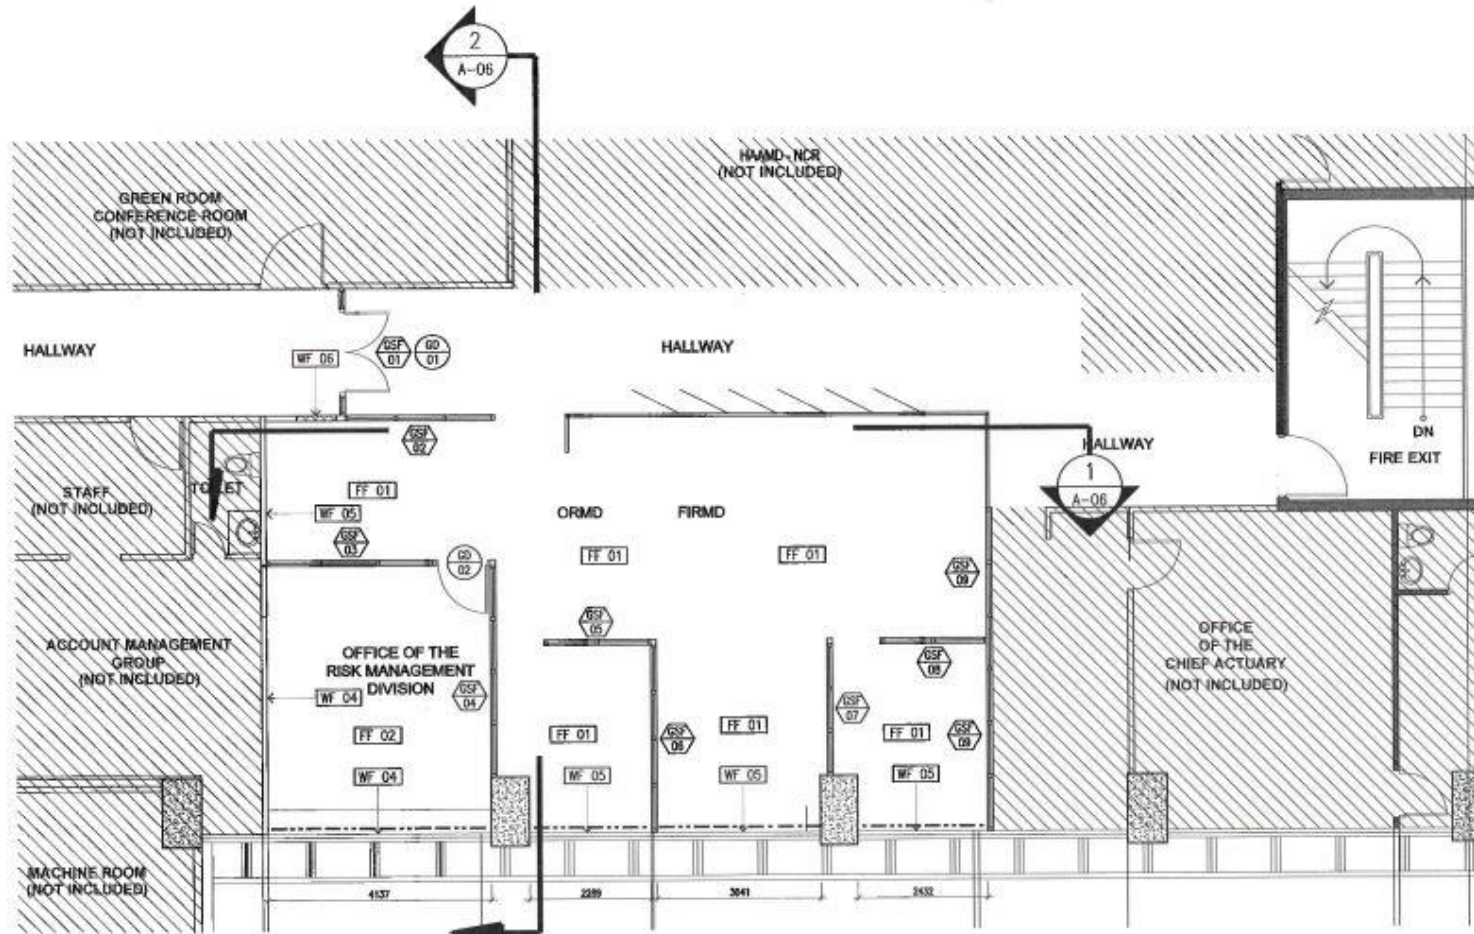 2
A-06
HAAMD-NCR
(NOT INCLUDED)
GREEN ROOM
CONFERENCE ROOM
(NOT INCLUDED)
HALLWAY
WF 06
GSF
01
GD
01
HALLWAY
GSF
02
HALLWAY
1
A-06
DN
FIRE EXIT
STAFF
(NOT INCLUDED)
TOILET
FF 01
WF 05
GSF
03
GD
02
ORMD
FIRMD
FF 01
FF 01
GSF
09
GSF
05
ACCOUNT MANAGEMENT
GROUP
(NOT INCLUDED)
OFFICE OF THE
RISK MANAGEMENT
DIVISION
WF 04
GSF
04
FF 02
WF 04
FF 01
WF 05
GSF
06
FF 01
WF 05
GSF
07
GSF
08
FF 01
GSF
09
WF 05
OFFICE
OF THE
CHIEF ACTUARY
(NOT INCLUDED)
MACHINE ROOM
(NOT INCLUDED)
4137
2289
3041
2432